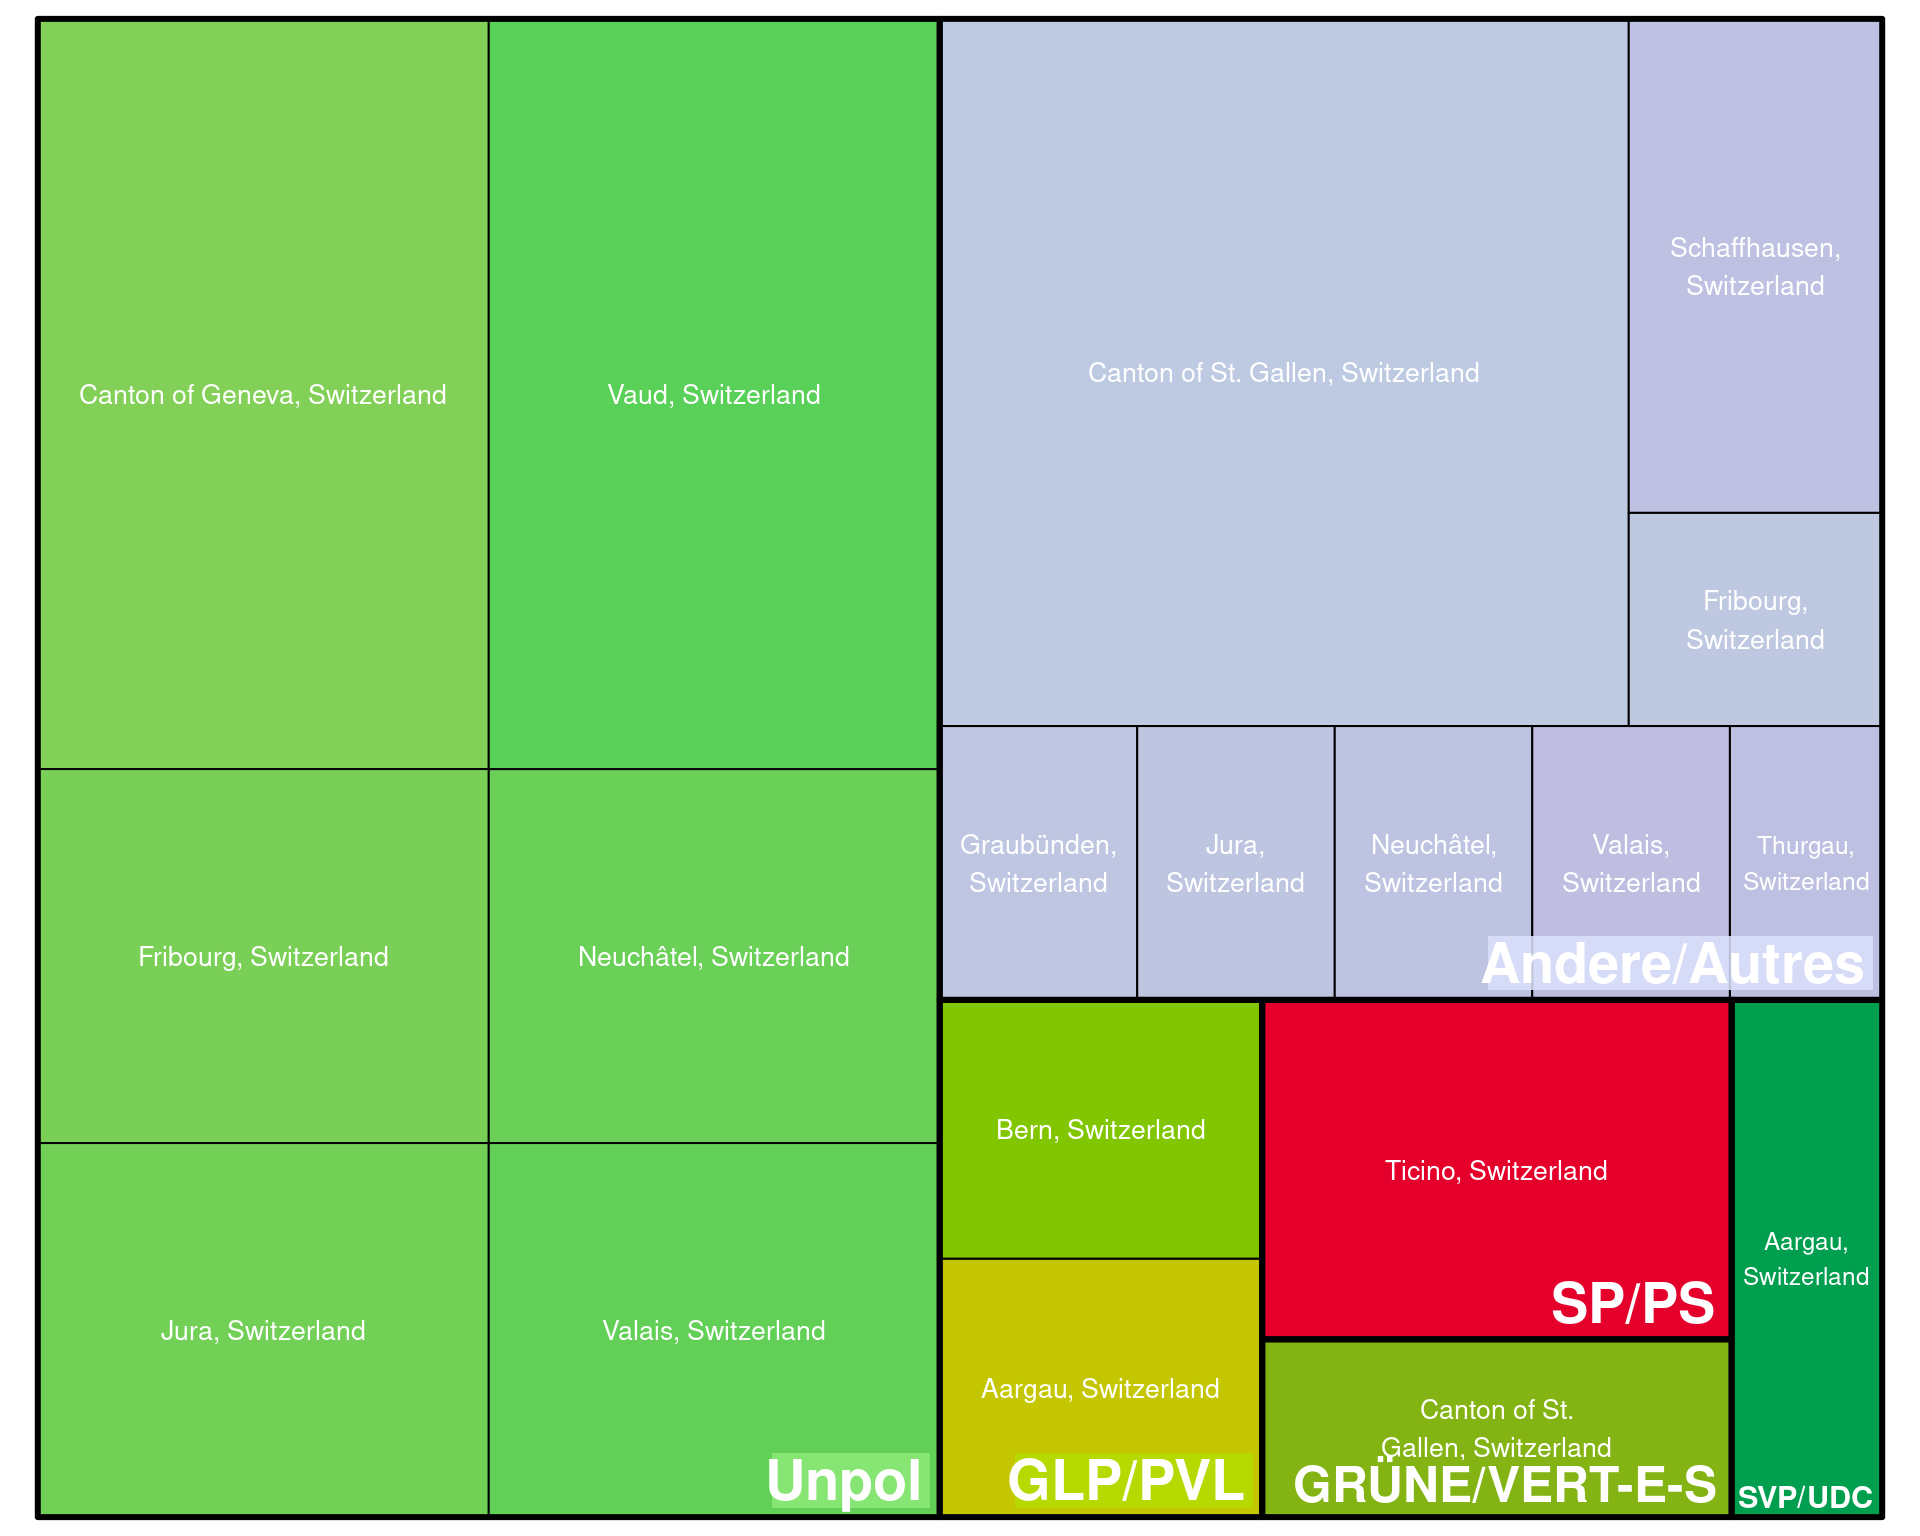 Canton of Geneva, Switzerland
Vaud, Switzerland
Fribourg, Switzerland
Neuchâtel, Switzerland
Jura, Switzerland
Valais, Switzerland
Unpol
Canton of St. Gallen, Switzerland
Schaffhausen,
Switzerland
Fribourg,
Switzerland
Graubünden,
Switzerland
Jura,
Switzerland
Neuchâtel,
Switzerland
Valais,
Switzerland
Thurgau,
Switzerland
Andere/Autres
Bern, Switzerland
Aargau, Switzerland
GLP/PVL
Ticino, Switzerland
SP/PS
Canton of St.
Gallen, Switzerland
GRÜNE/VERT-E-S
Aargau,
Switzerland
SVP/UDC